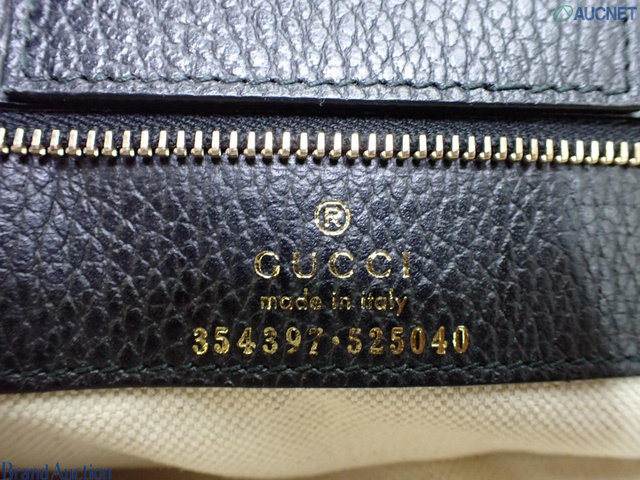 AUCNET
®
GUCCI
made in italy
354397·525040
Brand Auction